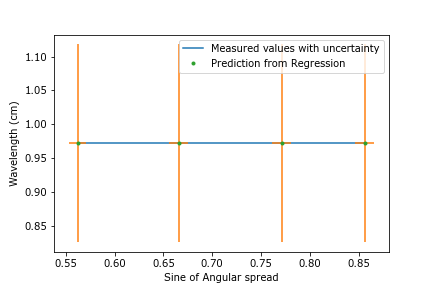 Measured values with uncertainty
Prediction from Regression
1.10
1.05
1.00
0.95
0.90
0.85
Wavelength (cm)
0.55 0.60 0.65 0.70 0.75 0.80 0.85
Sine of Angular spread